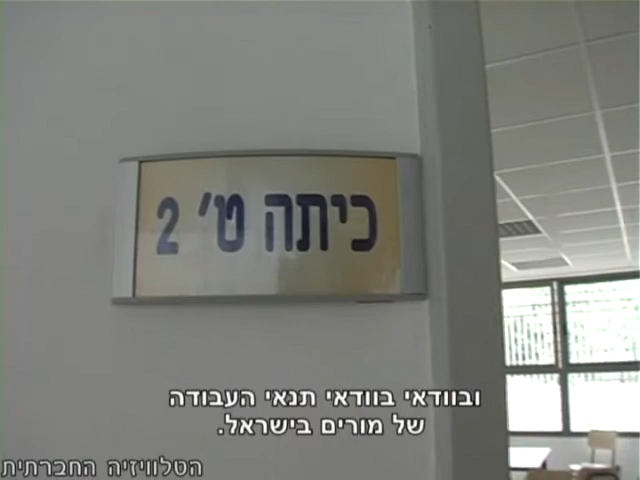 כיתה ט' 2
ובוודאי בוודאי תנאי העבודה
של מורים בישראל.
הטלוויזיה החברתית